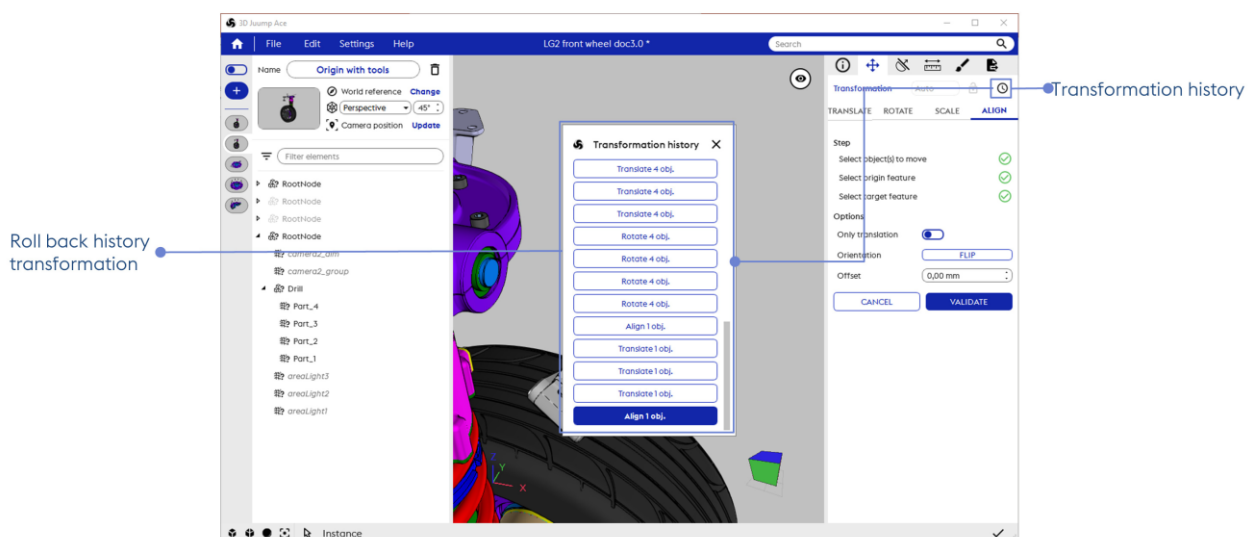 3D Juump Ace
File Edit Settings Help
LG2 front wheel doc3.0 *
Search
Name Origin with tools
World reference Change
Perspective 45°
Camera position Update
Filter elements
RootNode
RootNode
RootNode
RootNode
camera2_aim
camera2_group
Drill
Part_4
Part_3
Part_2
Part_1
areaLight3
areaLight2
areaLight1
Roll back history
transformation
Transformation history
Translate 4 obj.
Translate 4 obj.
Translate 4 obj.
Rotate 4 obj.
Rotate 4 obj.
Rotate 4 obj.
Rotate 4 obj.
Align 1 obj.
Translate 1 obj.
Translate 1 obj.
Translate 1 obj.
Align 1 obj.
Z
Y
X
Transformation Auto
Transformation history
TRANSLATE ROTATE SCALE ALIGN
Step
Select object(s) to move
Select origin feature
Select target feature
Options
Only translation
Orientation FLIP
Offset 0,00 mm
CANCEL VALIDATE
Instance